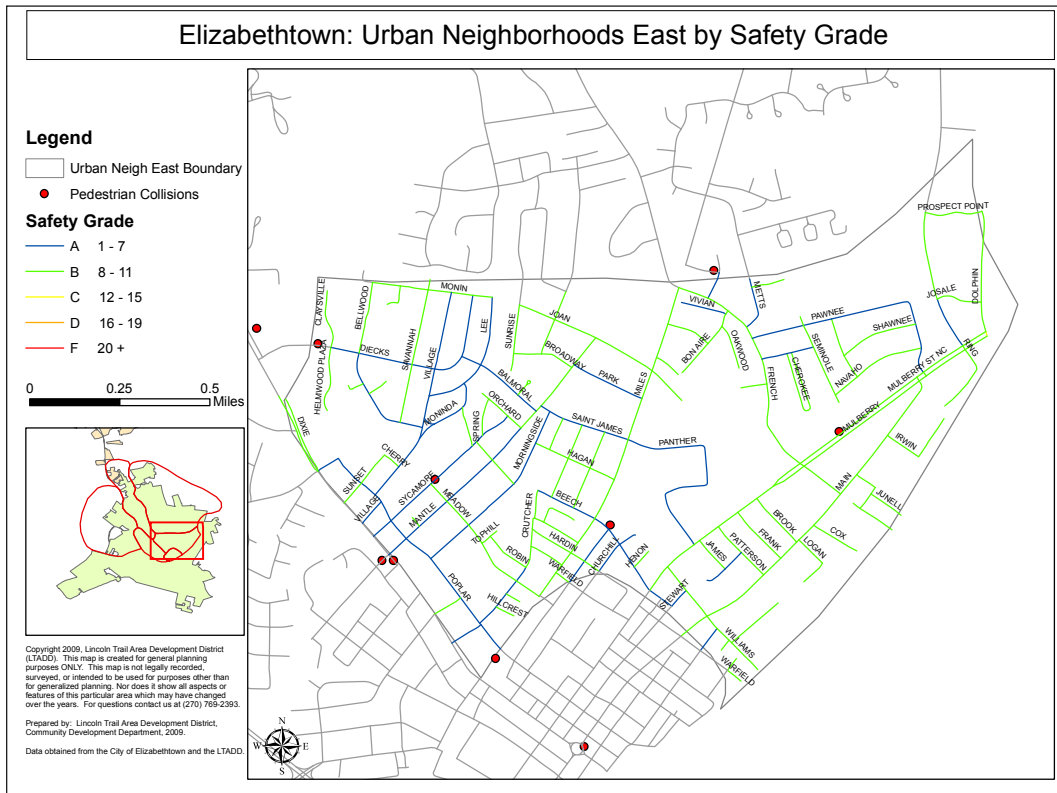 Elizabethtown: Urban Neighborhoods East by Safety Grade
Legend
Urban Neigh East Boundary
Pedestrian Collisions
Safety Grade
A 1 - 7
B 8 - 11
C 12 - 15
D 16 - 19
F 20 +
0 0.25 0.5
Miles
Copyright 2009, Lincoln Trail Area Development District
(LTADD). This map is created for general planning
purposes ONLY. This map is not legally recorded,
surveyed, or intended to be used for purposes other than
for generalized planning. Nor does it show all aspects or
features of this particular area which may have changed
over the years. For questions contact us at (270) 769-2393.
Prepared by: Lincoln Trail Area Development District,
Community Development Department, 2009.
Data obtained from the City of Elizabethtown and the LTADD.
N
W
E
S
PROSPECT POINT
DOLPHIN
JOSALE
RING
CLAYSVILLE
BELLWOOD
MONIN
LEE
SUNRISE
JOAN
VIVIAN
METTS
PAWNEE
SHAWNEE
HELMWOOD PLAZA
DIECKS
SAVANNAH
VILLAGE
BROADWAY
PARK
BON AIRE
OAKWOOD
SEMINOLE
NAVAHO
CHEROKEE
FRENCH
MULBERRY ST NC
MULBERRY
BALMORAL
MILES
DIXIE
MONINDA
SPRING
ORCHARD
MORNINGSIDE
SAINT JAMES
PANTHER
IRWIN
CHERRY
SUNSET
VILLAGE
SYCAMORE
MANTLE
MEADOW
HAGAN
MAIN
JUNELL
BEECH
CRUTCHER
TOPHILL
HARDIN
CHURCHILL
HENON
BROOK
FRANK
LOGAN
COX
ROBIN
WARFIELD
JAMES
PATTERSON
POPLAR
HILLCREST
STEWART
WILLIAMS
WARFIELD